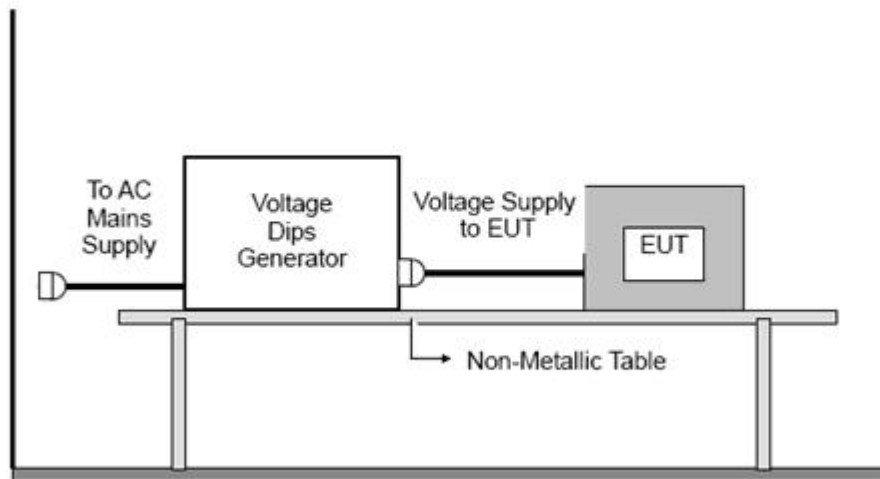 To AC
Mains
Supply
Voltage
Dips
Generator
Voltage Supply
to EUT
EUT
Non-Metallic Table